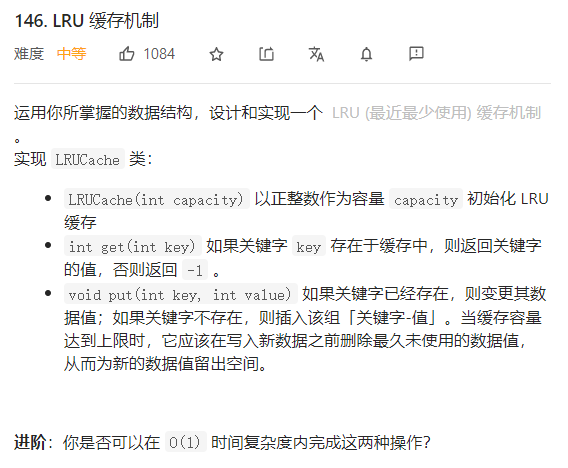 146. LRU 缓存机制
难度 中等 1084
运用你所掌握的数据结构，设计和实现一个 LRU (最近最少使用) 缓存机制
。
实现 LRUCache 类：
LRUCache(int capacity) 以正整数作为容量 capacity 初始化 LRU
缓存
int get(int key) 如果关键字 key 存在于缓存中，则返回关键字
的值，否则返回 -1 。
void put(int key, int value) 如果关键字已经存在，则变更其数
据值；如果关键字不存在，则插入该组「关键字-值」。当缓存容量
达到上限时，它应该在写入新数据之前删除最久未使用的数据值，
从而为新的数据值留出空间。
进阶：你是否可以在 O(1) 时间复杂度内完成这两种操作？